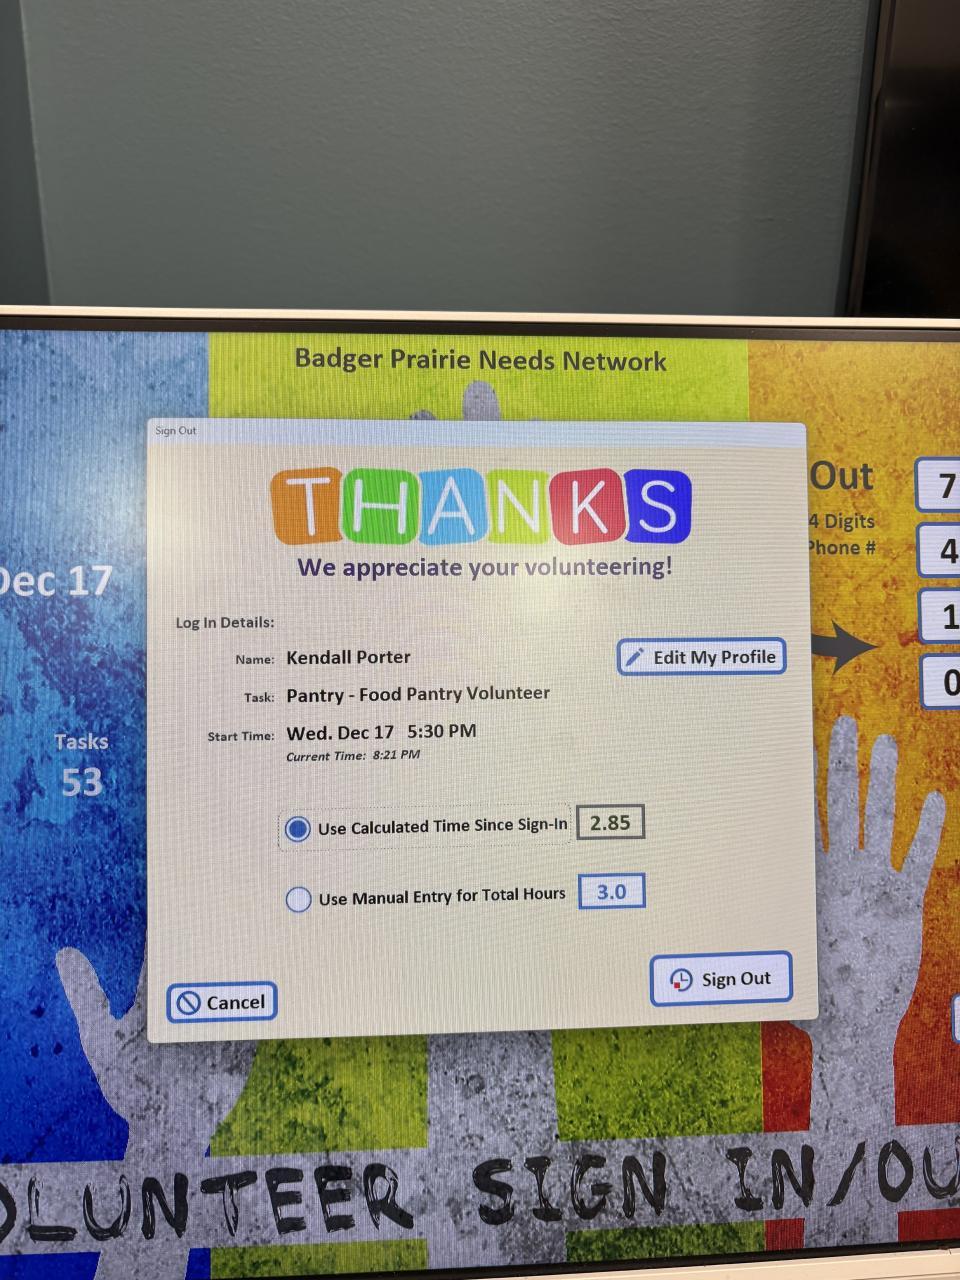 Badger Prairie Needs Network
Sign Out
THANKS
We appreciate your volunteering!
Log In Details:
Name: Kendall Porter
Edit My Profile
Task: Pantry - Food Pantry Volunteer
Start Time: Wed. Dec 17 5:30 PM
Current Time: 8:21 PM
Use Calculated Time Since Sign-In 2.85
Use Manual Entry for Total Hours 3.0
Cancel
Sign Out
Dec 17
Tasks
53
Out
4 Digits
Phone #
7
4
1
0
OLUNTEER SIGN IN/OU